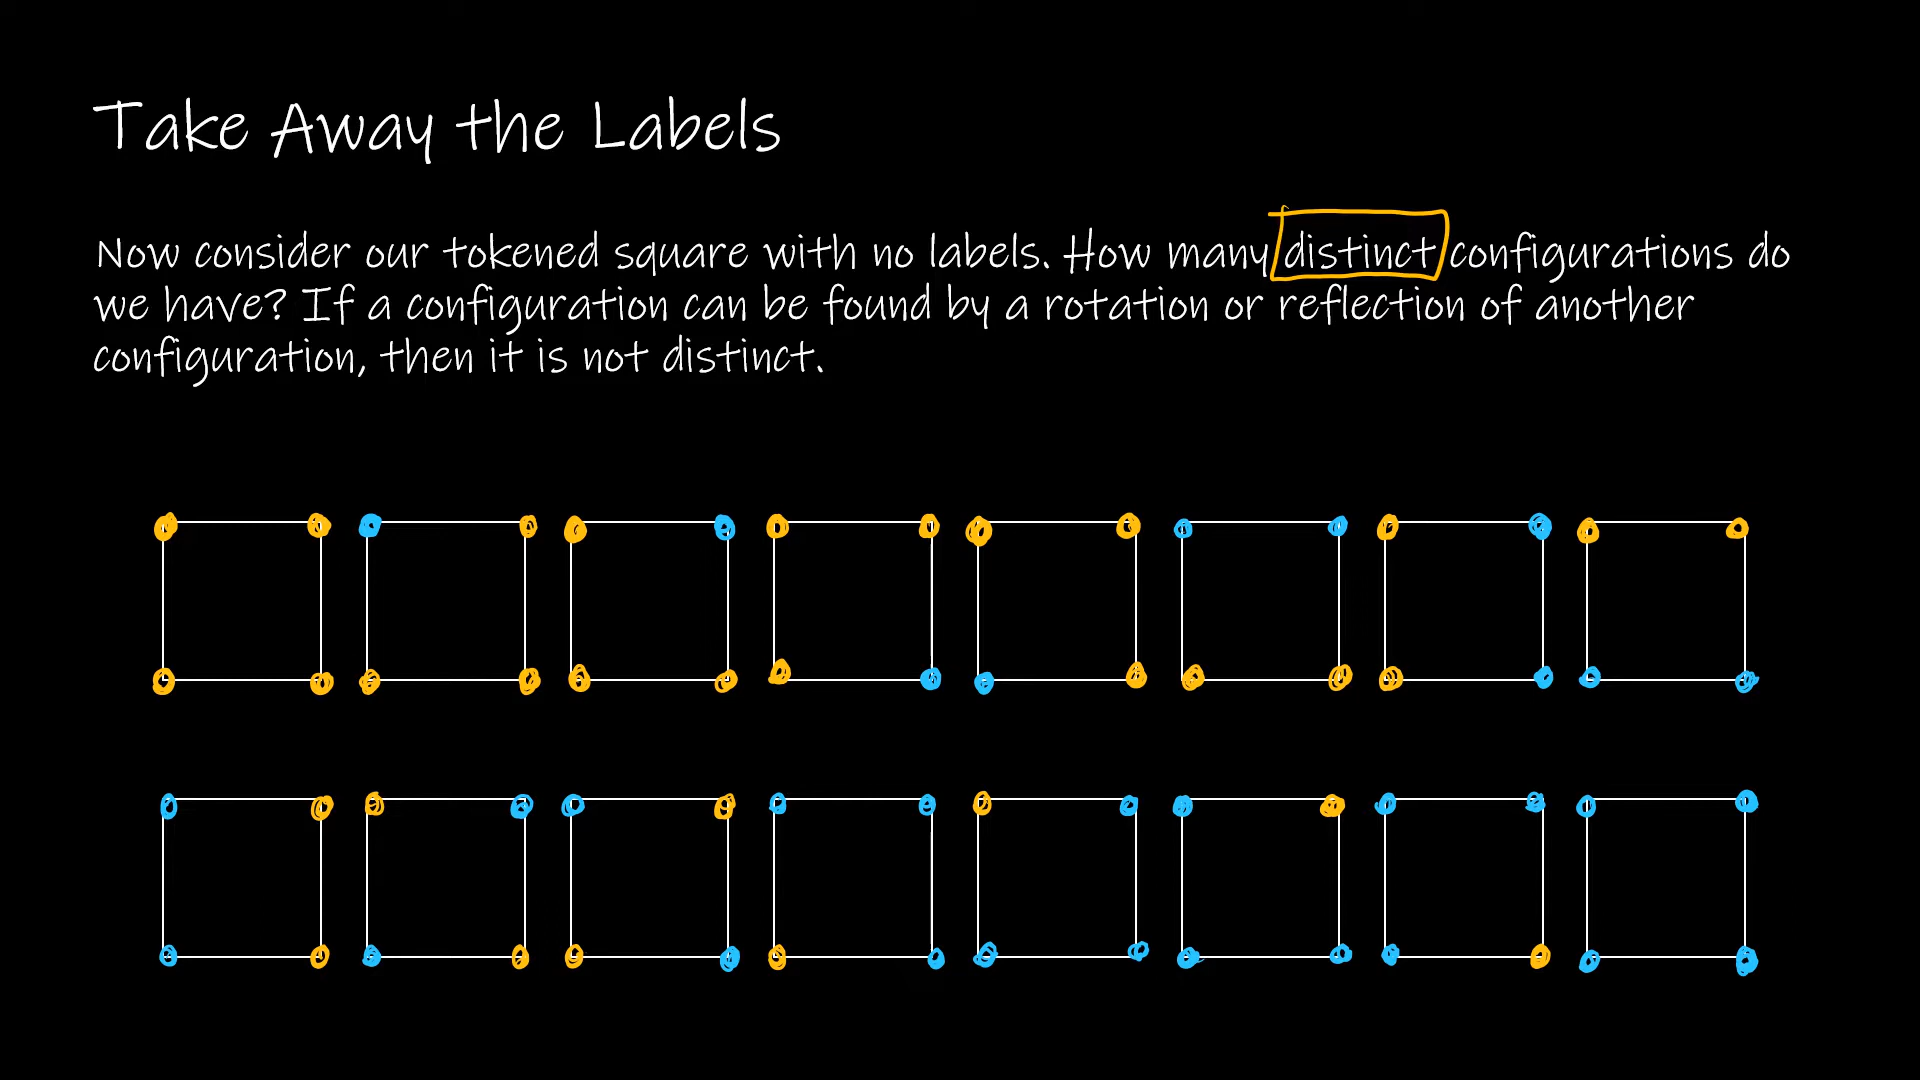 Take Away the Labels
Now consider our tokened square with no labels. How many distinct configurations do
we have? If a configuration can be found by a rotation or reflection of another
configuration, then it is not distinct.